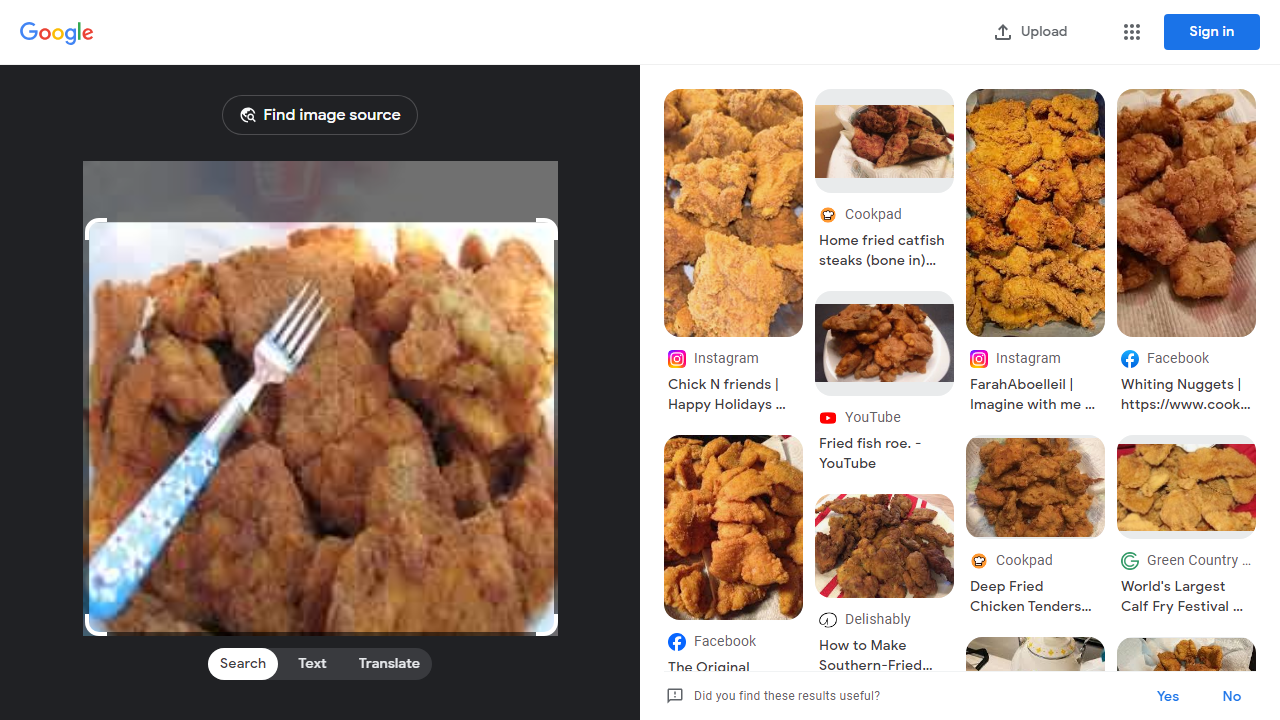 Google
Upload
Sign in
Find image source
Search
Text
Translate
Instagram
Chick N friends |
Happy Holidays ...
Facebook
The Original
Cookpad
Home fried catfish
steaks (bone in)...
YouTube
Fried fish roe. -
YouTube
Delishably
How to Make
Southern-Fried...
Instagram
FarahAboelleil |
Imagine with me ...
Cookpad
Deep Fried
Chicken Tenders...
Facebook
Whiting Nuggets |
https://www.cook...
Green Country ...
World's Largest
Calf Fry Festival ...
Did you find these results useful?
Yes
No